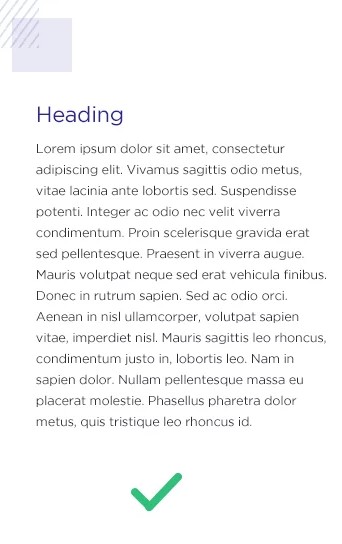 Heading
Lorem ipsum dolor sit amet, consectetur
adipiscing elit. Vivamus sagittis odio metus,
vitae lacinia ante lobortis sed. Suspendisse
potenti. Integer ac odio nec velit viverra
condimentum. Proin scelerisque gravida erat
sed pellentesque. Praesent in viverra augue.
Mauris volutpat neque sed erat vehicula finibus.
Donec in rutrum sapien. Sed ac odio orci.
Aenean in nisl ullamcorper, volutpat sapien
vitae, imperdiet nisl. Mauris sagittis leo rhoncus,
condimentum justo in, lobortis leo. Nam in
sapien dolor. Nullam pellentesque massa eu
placerat molestie. Phasellus pharetra dolor
metus, quis tristique leo rhoncus id.